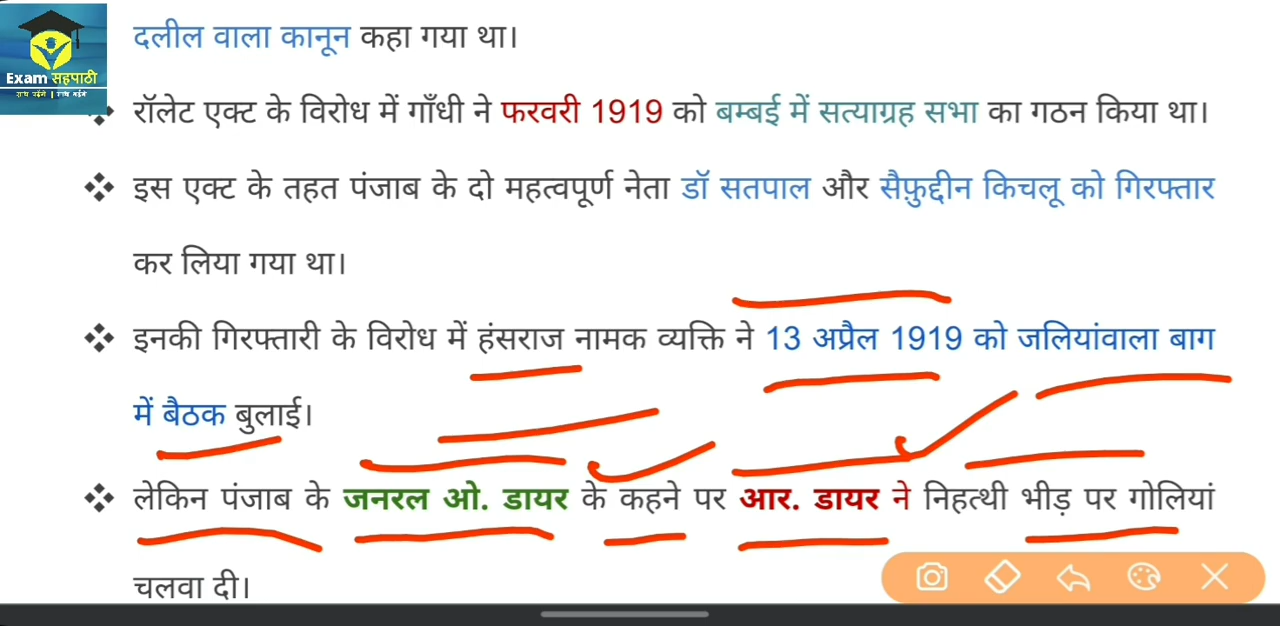 Exam सहपाठी
दलील वाला कानून कहा गया था।
रॉलेट एक्ट के विरोध में गाँधी ने फरवरी 1919 को बम्बई में सत्याग्रह सभा का गठन किया था।
इस एक्ट के तहत पंजाब के दो महत्वपूर्ण नेता डॉ सतपाल और सैफ़ुद्दीन किचलू को गिरफ्तार
कर लिया गया था।
इनकी गिरफ्तारी के विरोध में हंसराज नामक व्यक्ति ने 13 अप्रैल 1919 को जलियांवाला बाग
में बैठक बुलाई।
लेकिन पंजाब के जनरल ओ. डायर के कहने पर आर. डायर ने निहत्थी भीड़ पर गोलियां
चलवा दी।